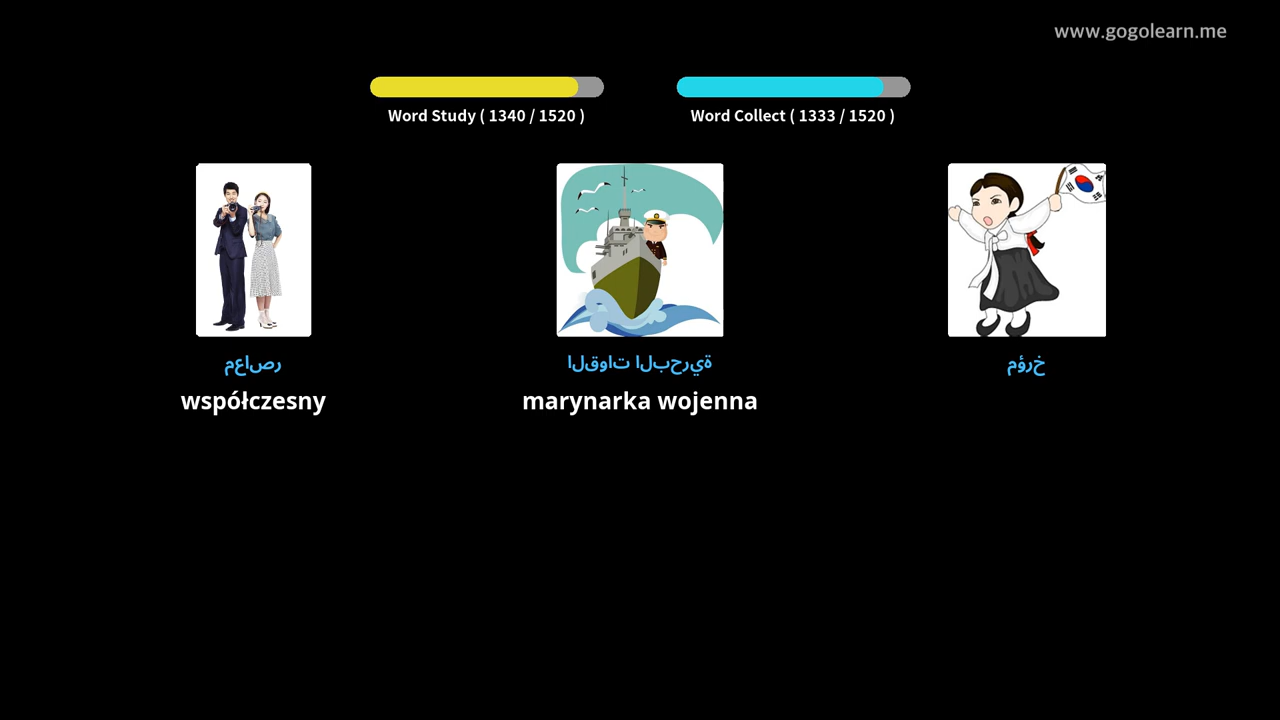 www.gogolearn.me
Word Study ( 1340 / 1520 )
Word Collect ( 1333 / 1520 )
معاصر
القوات البحرية
مؤرخ
współczesny
marynarka wojenna